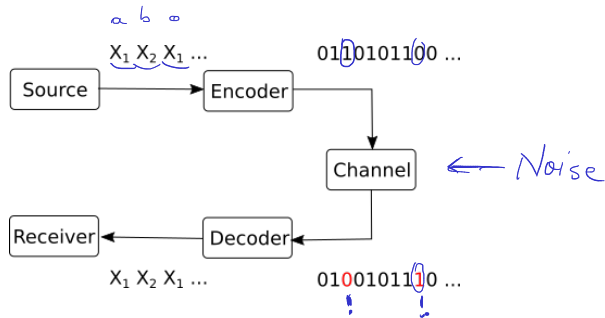 a b a
X₁ X₂ X₁ ... 0110101100 ...
Source Encoder
Channel Noise
Receiver Decoder
X₁ X₂ X₁ ... 0100101110 ...
! !